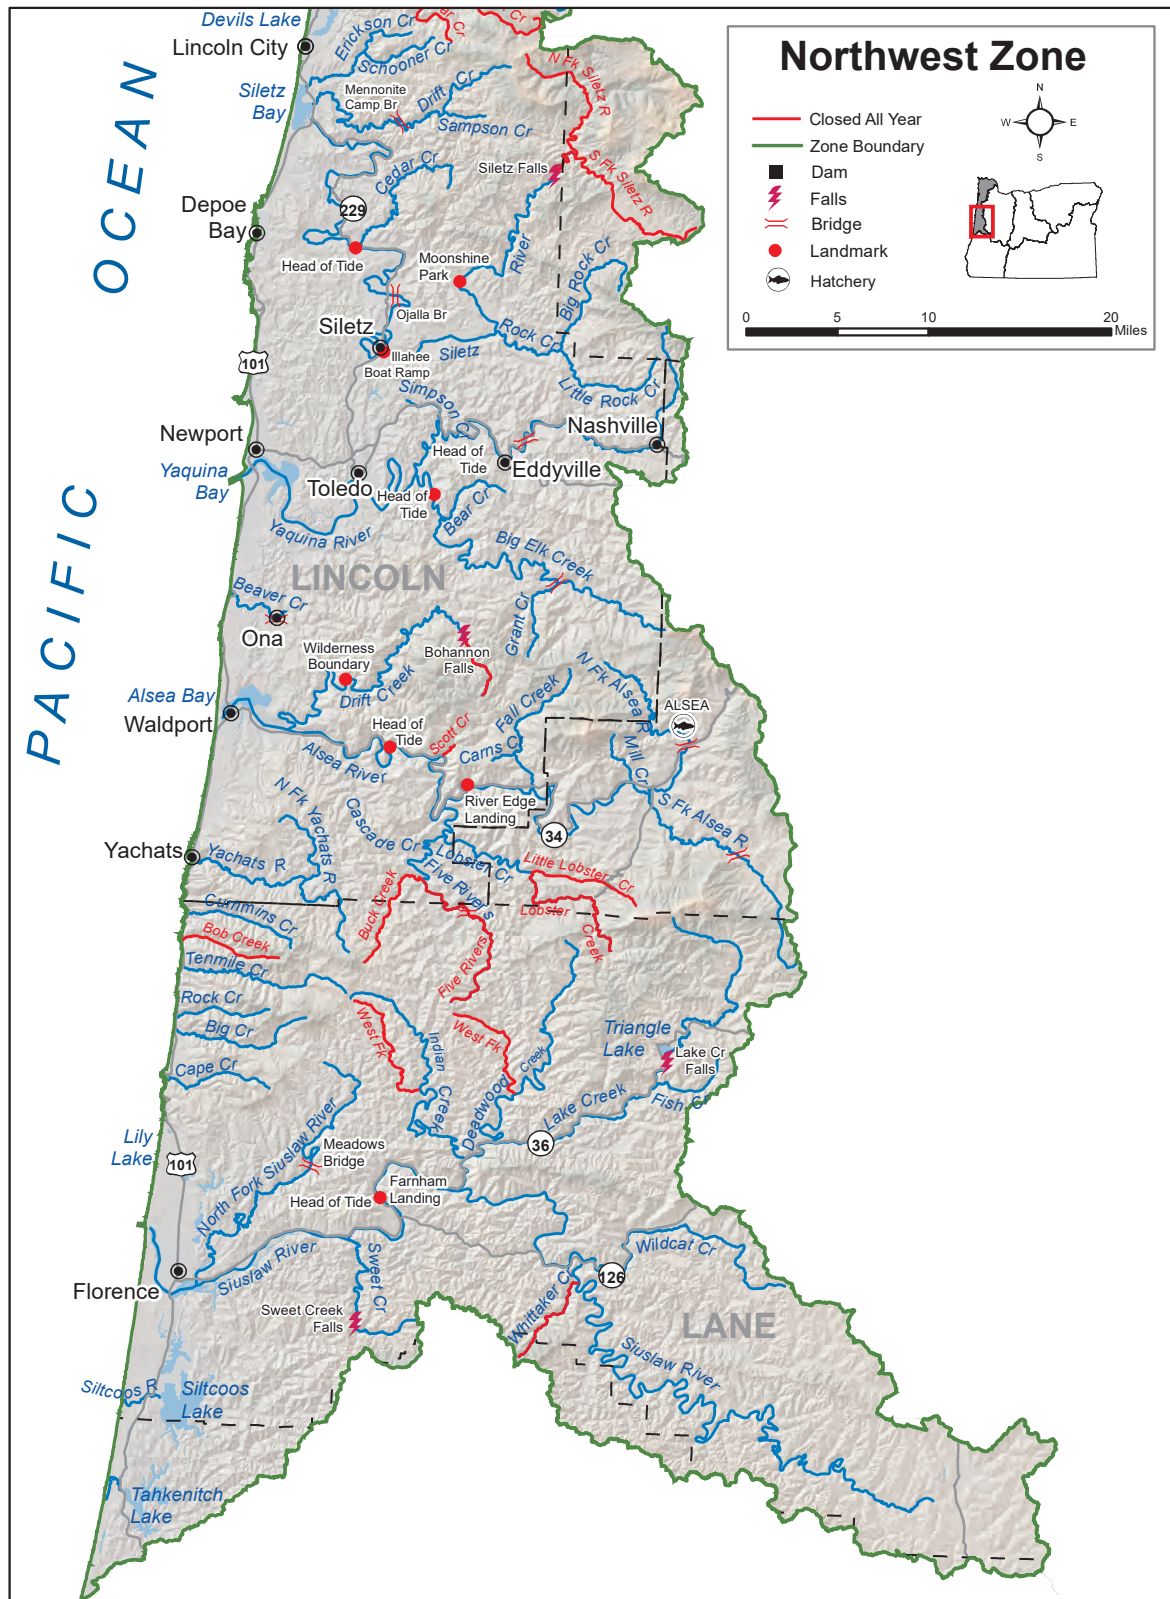 Devils Lake
Lincoln City
Erickson Cr
Schooner Cr
Cr
N Fk Siletz R
Siletz
Bay
Mennonite
Camp Br
Drift Cr
Sampson Cr
Siletz Falls
S Fk Siletz R
Cedar Cr
229
Depoe
Bay
Head of Tide
Moonshine
Park
River
Big Rock Cr
Ojalla Br
Siletz
Illahee
Boat Ramp
Siletz
Rock Cr
Little Rock Cr
101
Simpson Cr
Nashville
Newport
Head of
Tide
Eddyville
Yaquina
Bay
Toledo
Head of
Tide
Bear Cr
Yaquina River
Big Elk Creek
LINCOLN
Beaver Cr
Ona
Grant Cr
Wilderness
Boundary
Bohannon
Falls
Drift Creek
N Fk Alsea R
ALSEA
Alsea Bay
Waldport
Head of
Tide
Scott Cr
Fall Creek
Carns Cr
Mill Cr
Alsea River
River Edge
Landing
34
S Fk Alsea R
N Fk Yachats R
Cascade Cr
Yachats
Yachats R
Lobster Cr
Little Lobster Cr
Five Rivers
Buck Creek
Lobster
Creek
Cummins Cr
Bob Creek
Tenmile Cr
Five Rivers
Rock Cr
Big Cr
West Fk
Indian
Creek
West Fk
Deadwood
Creek
Triangle
Lake
Lake Cr
Falls
Cape Cr
Lake Creek
Fish Cr
36
Lily
Lake
101
North Fork Siuslaw River
Meadows
Bridge
Farnham
Landing
Head of Tide
Siuslaw River
Sweet Cr
Wildcat Cr
126
Florence
Whittaker Cr
Sweet Creek
Falls
LANE
Siuslaw River
Siltcoos R
Siltcoos
Lake
Tahkenitch
Lake
PACIFIC
OCEAN
Northwest Zone
Closed All Year
Zone Boundary
Dam
Falls
Bridge
Landmark
Hatchery
N
W
E
S
0
5
10
20
Miles